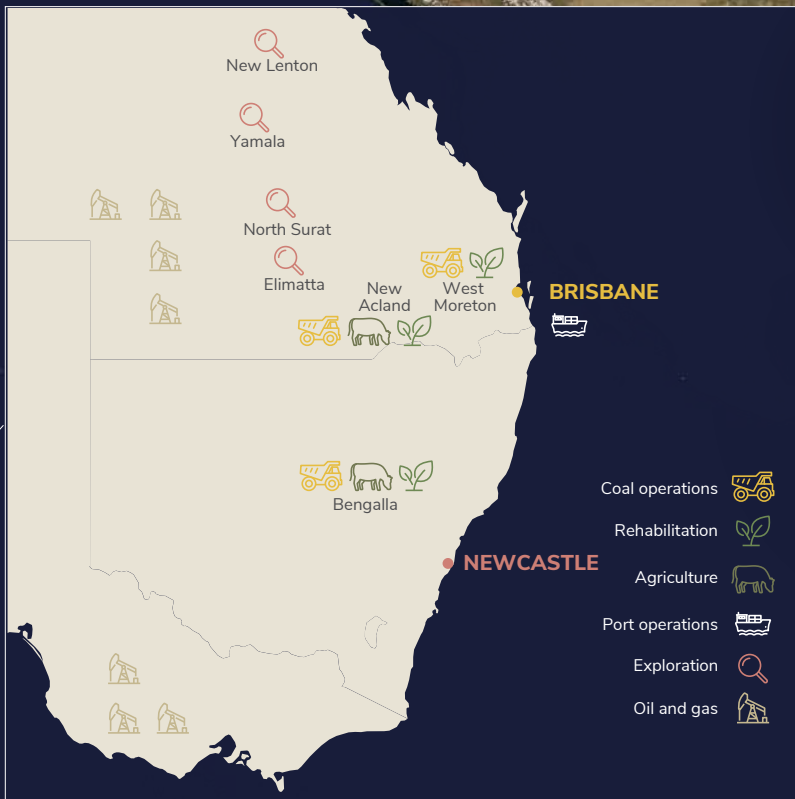 New Lenton
Yamala
North Surat
Elimatta
New
Acland
West
Moreton
BRISBANE
Bengalla
NEWCASTLE
Coal operations
Rehabilitation
Agriculture
Port operations
Exploration
Oil and gas